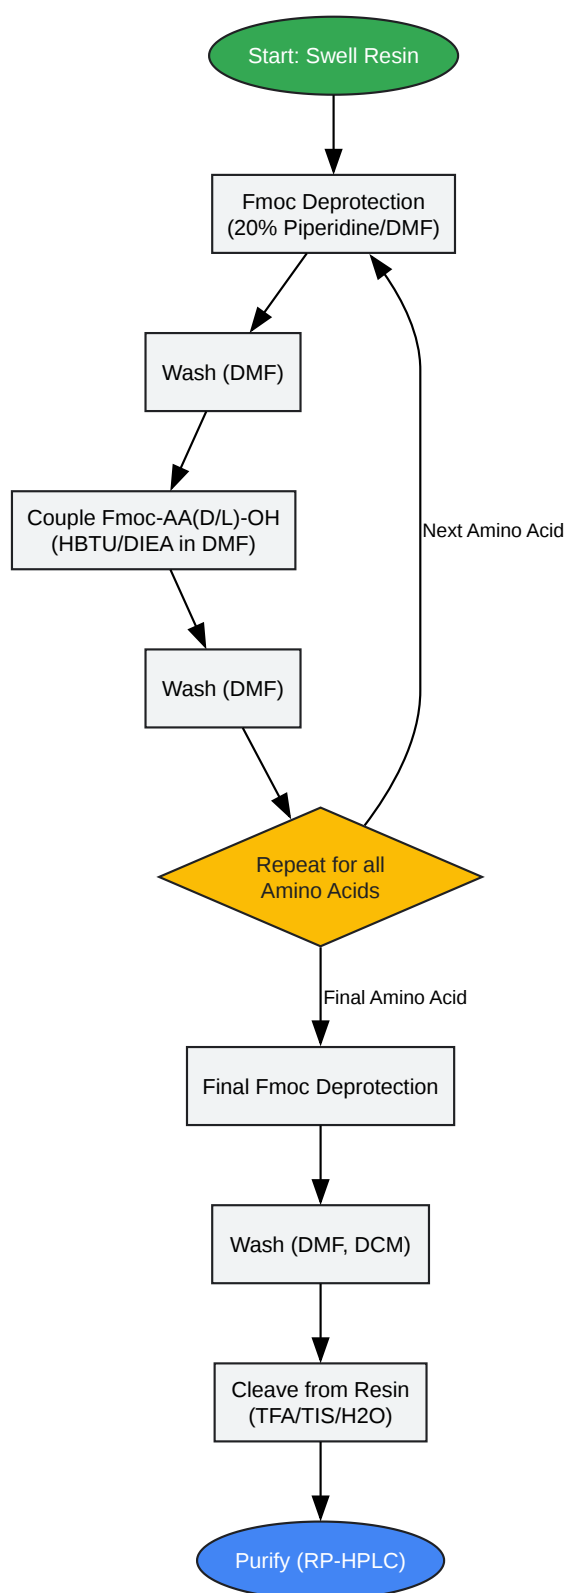 Start: Swell Resin
Fmoc Deprotection
(20% Piperidine/DMF)
Wash (DMF)
Couple Fmoc-AA(D/L)-OH
(HBTU/DIEA in DMF)
Next Amino Acid
Wash (DMF)
Repeat for all
Amino Acids
Final Amino Acid
Final Fmoc Deprotection
Wash (DMF, DCM)
Cleave from Resin
(TFA/TIS/H2O)
Purify (RP-HPLC)